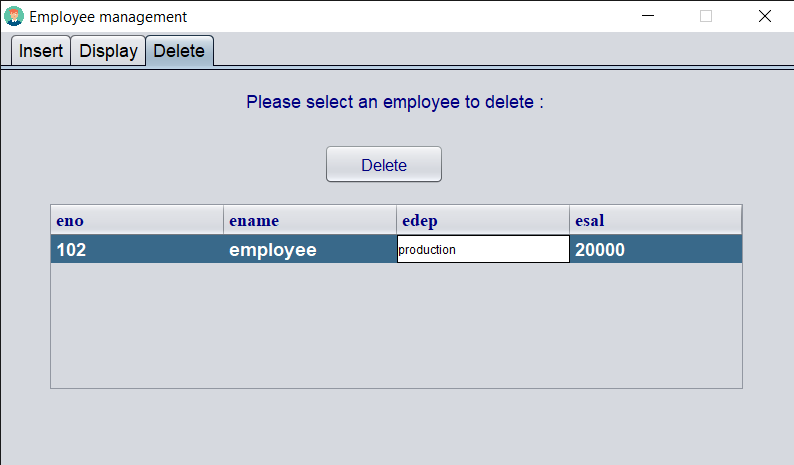 Employee management
Insert Display Delete
Please select an employee to delete :
Delete
eno ename edep esal
102 employee production 20000